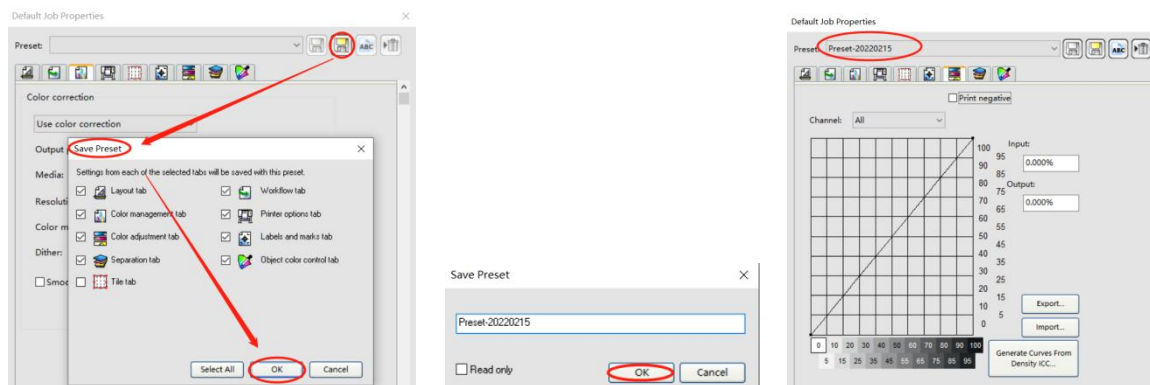 Default Job Properties
Preset:
ABC
Color correction
Use color correction
Output
Media:
Resoluti
Color m
Dither:
Smoo
Save Preset
Settings from each of the selected tabs will be saved with this preset.
Layout tab
Workflow tab
Color management tab
Printer options tab
Color adjustment tab
Labels and marks tab
Separation tab
Object color control tab
Tile tab
Select All
OK
Cancel
Save Preset
Preset-20220215
Read only
OK
Cancel
Default Job Properties
Preset: Preset-20220215
ABC
Print negative
Channel: All
100
95
90
85
80
75
70
65
60
55
50
45
40
35
30
25
20
15
10
5
0
Input:
0.000%
Output:
0.000%
Export...
Import...
Generate Curves From
Density ICC...
0 10 20 30 40 50 60 70 80 90 100
5 15 25 35 45 55 65 75 85 95